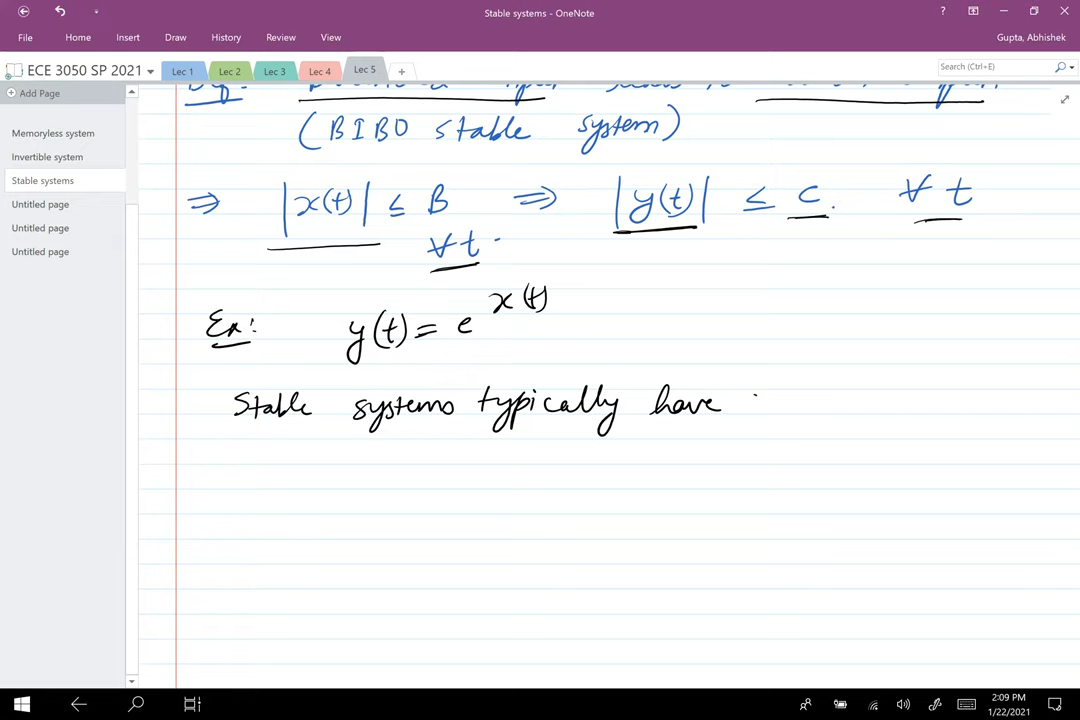 Stable systems - OneNote
?
File Home Insert Draw History Review View Gupta, Abhishek
ECE 3050 SP 2021 Lec 1 Lec 2 Lec 3 Lec 4 Lec 5
Search (Ctrl+E)
Add Page
Memoryless system
Invertible system
Stable systems
Untitled page
Untitled page
Untitled page
(BIBO stable system)
⇒ |x(t)| ≤ B ⇒ |y(t)| ≤ C. ∀ t
∀ t.
Ex: y(t) = e^x(t)
Stable systems typically have
2:09 PM
1/22/2021